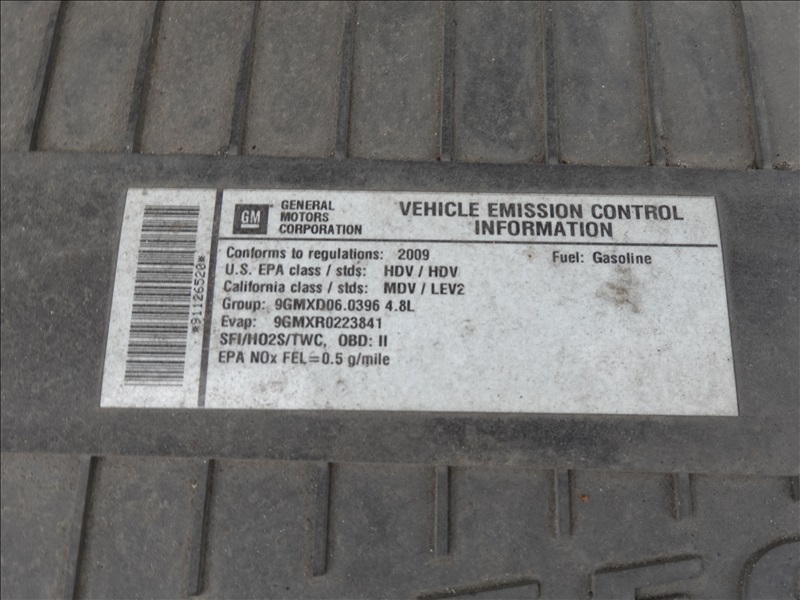 GM GENERAL MOTORS CORPORATION
VEHICLE EMISSION CONTROL
INFORMATION
Conforms to regulations: 2009
Fuel: Gasoline
U.S. EPA class / stds: HDV / HDV
California class / stds: MDV / LEV2
Group: 9GMXD06.0396 4.8L
Evap: 9GMXR0223841
SFI/HO2S/TWC, OBD: II
EPA NOx FEL=0.5 g/mile
*91126520*